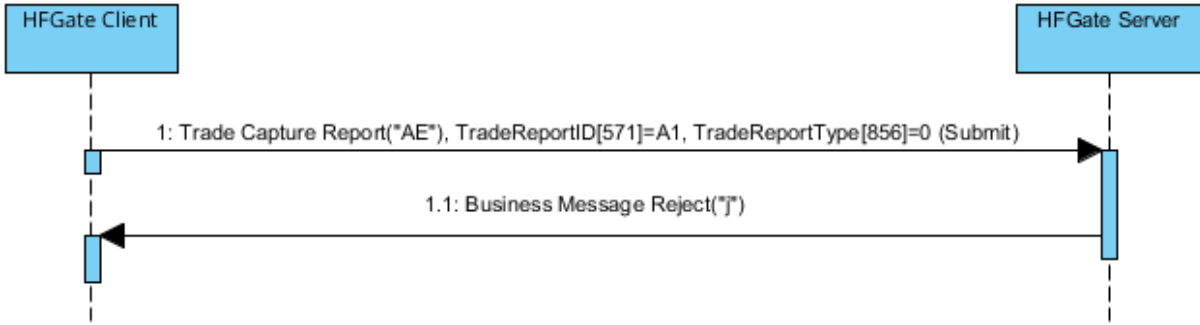 HFGate Client
HFGate Server
1: Trade Capture Report("AE"), TradeReportID[571]=A1, TradeReportType[856]=0 (Submit)
1.1: Business Message Reject("j")